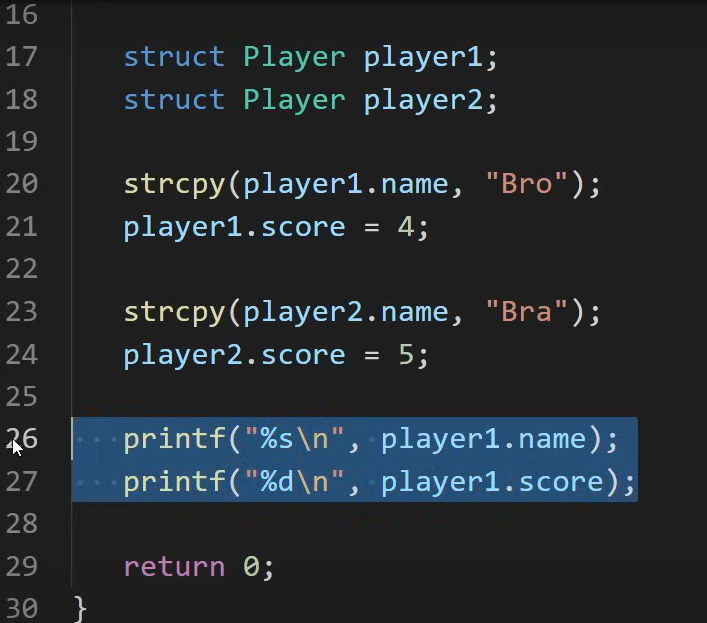 16
17 struct Player player1;
18 struct Player player2;
19
20 strcpy(player1.name, "Bro");
21 player1.score = 4;
22
23 strcpy(player2.name, "Bra");
24 player2.score = 5;
25
26 printf("%s\n", player1.name);
27 printf("%d\n", player1.score);
28
29 return 0;
30 }